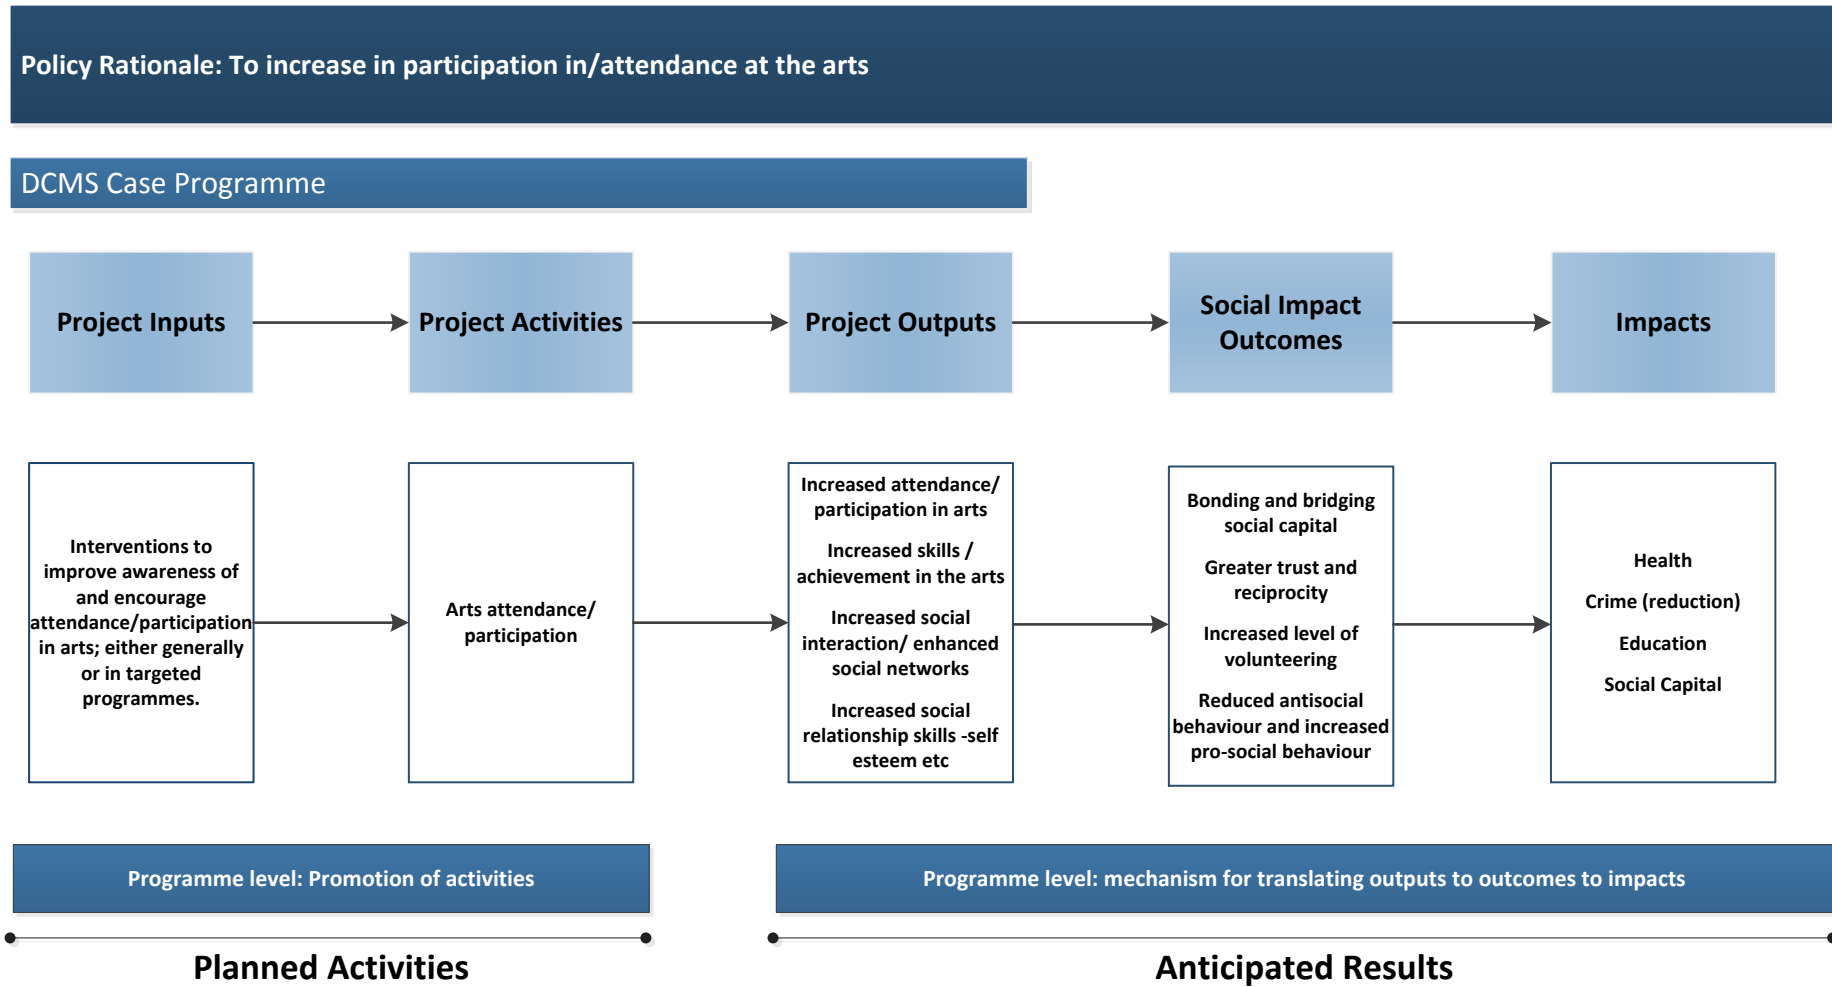 Policy Rationale: To increase in participation in/attendance at the arts
DCMS Case Programme
Project Inputs
Project Activities
Project Outputs
Social Impact
Outcomes
Impacts
Interventions to
improve awareness of
and encourage
attendance/participation
in arts; either generally
or in targeted
programmes.
Arts attendance/
participation
Increased attendance/
participation in arts
Increased skills /
achievement in the arts
Increased social
interaction/ enhanced
social networks
Increased social
relationship skills -self
esteem etc
Bonding and bridging
social capital
Greater trust and
reciprocity
Increased level of
volunteering
Reduced antisocial
behaviour and increased
pro-social behaviour
Health
Crime (reduction)
Education
Social Capital
Programme level: Promotion of activities
Programme level: mechanism for translating outputs to outcomes to impacts
Planned Activities
Anticipated Results